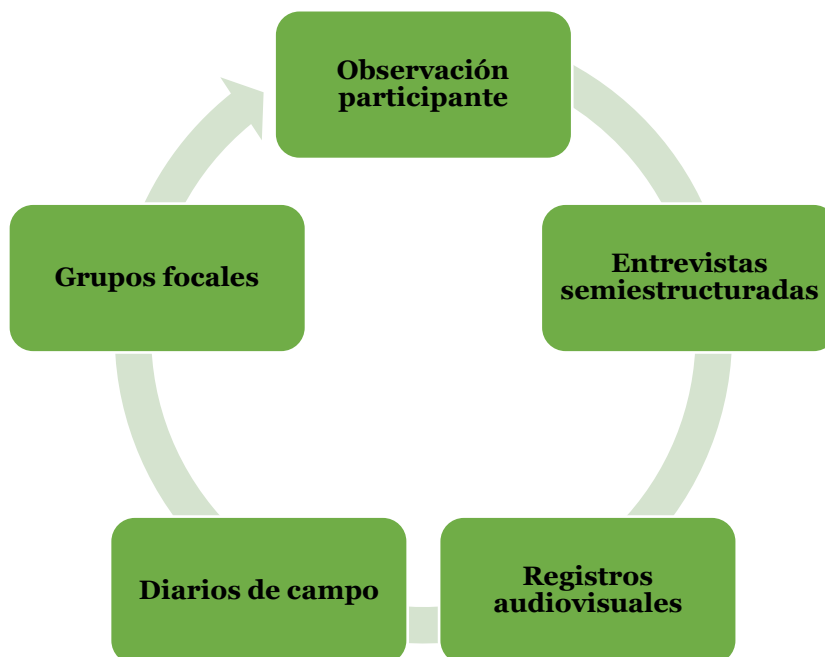 Observación
participante
Entrevistas
semiestructuradas
Registros
audiovisuales
Diarios de campo
Grupos focales